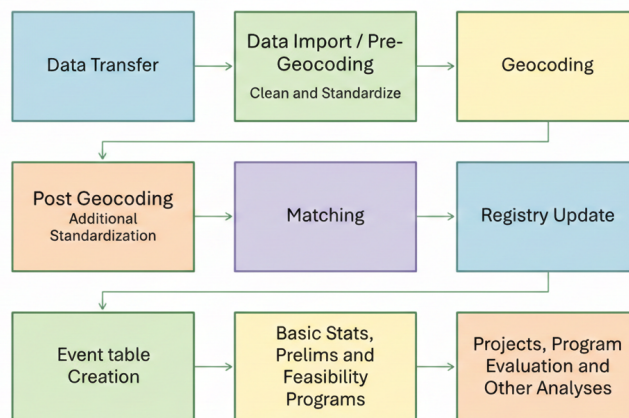 Data Transfer
Data Import / Pre-
Geocoding
Clean and Standardize
Geocoding
Post Geocoding
Additional
Standardization
Matching
Registry Update
Event table
Creation
Basic Stats,
Prelims and
Feasibility
Programs
Projects, Program
Evaluation and
Other Analyses